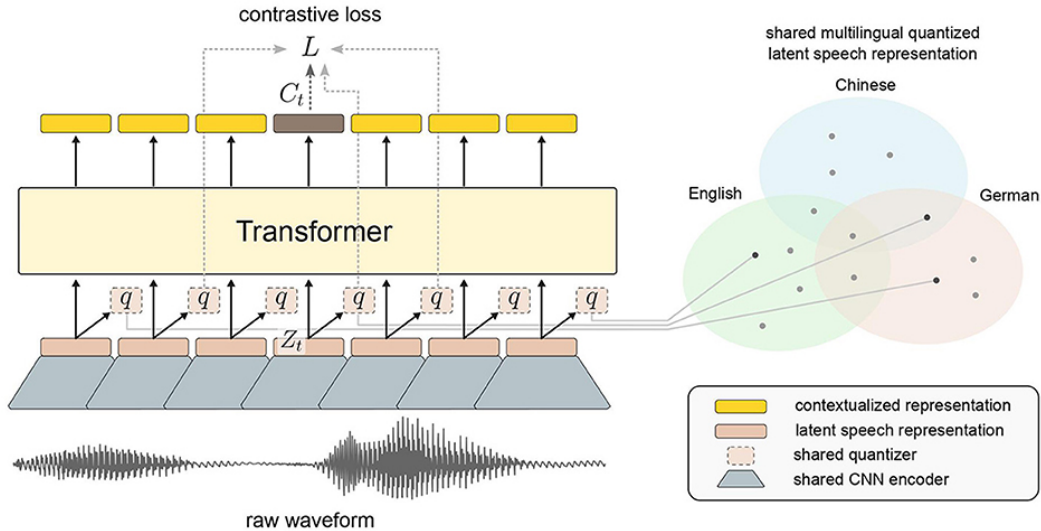 contrastive loss
L
C_t
Transformer
q q q q q q q
Z_t
raw waveform
shared multilingual quantized
latent speech representation
Chinese
English
German
contextualized representation
latent speech representation
shared quantizer
shared CNN encoder